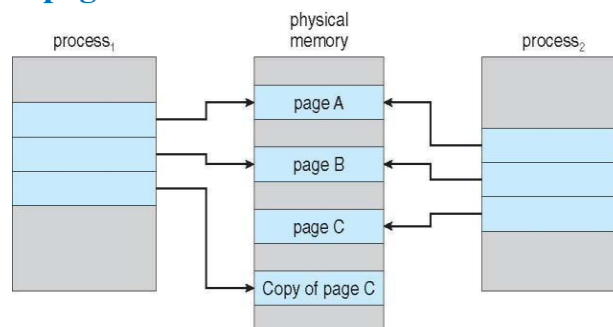 process₁
physical
memory
process₂
page A
page B
page C
Copy of page C